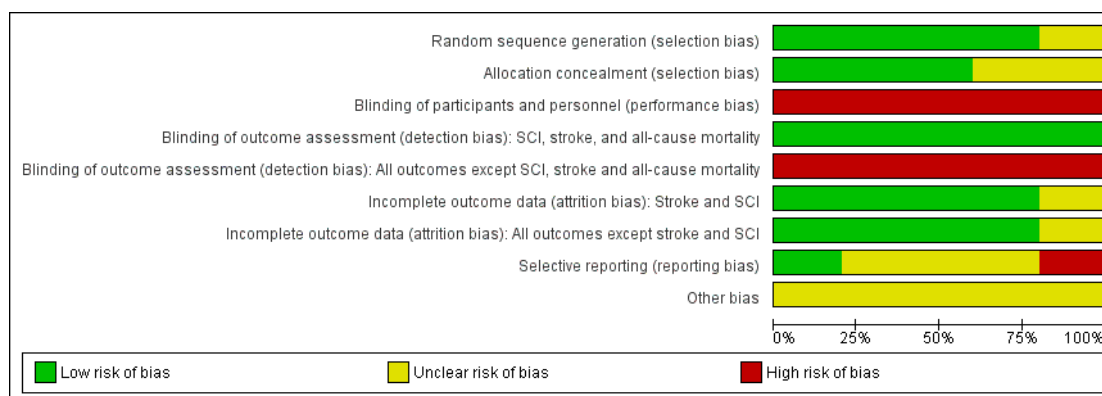 Random sequence generation (selection bias)
Allocation concealment (selection bias)
Blinding of participants and personnel (performance bias)
Blinding of outcome assessment (detection bias): SCI, stroke, and all-cause mortality
Blinding of outcome assessment (detection bias): All outcomes except SCI, stroke and all-cause mortality
Incomplete outcome data (attrition bias): Stroke and SCI
Incomplete outcome data (attrition bias): All outcomes except stroke and SCI
Selective reporting (reporting bias)
Other bias
0% 25% 50% 75% 100%
Low risk of bias Unclear risk of bias High risk of bias